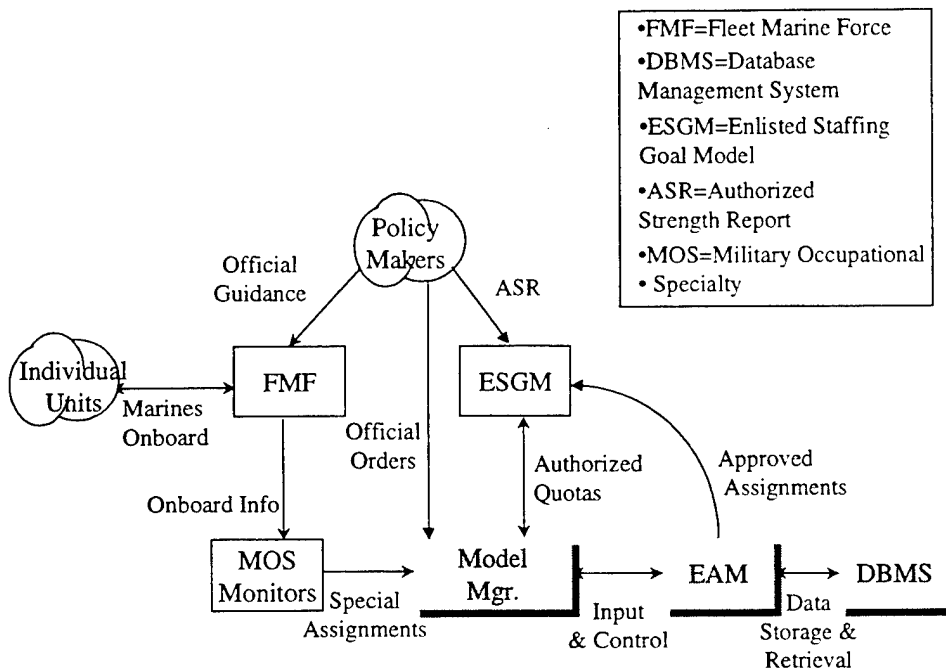 •FMF=Fleet Marine Force
•DBMS=Database
Management System
•ESGM=Enlisted Staffing
Goal Model
•ASR=Authorized
Strength Report
•MOS=Military Occupational
• Specialty
Policy
Makers
Official
Guidance
ASR
Individual
Units
FMF
ESGM
Marines
Onboard
Official
Orders
Authorized
Quotas
Approved
Assignments
Onboard Info
MOS
Monitors
Model
Mgr.
EAM
DBMS
Special
Assignments
Input
& Control
Data
Storage &
Retrieval